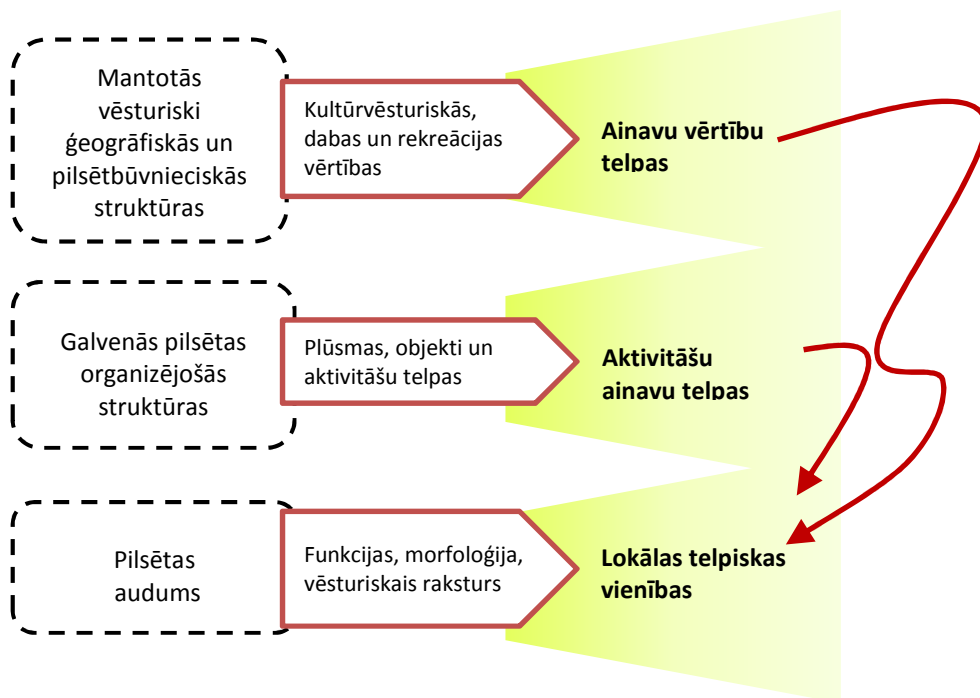 Mantotās
vēsturiski
ģeogrāfiskās un
pilsētbūvnieciskās
struktūras
Kultūrvēsturiskās,
dabas un rekreācijas
vērtības
Ainavu vērtību
telpas
Galvenās pilsētas
organizējošās
struktūras
Plūsmas, objekti un
aktivitāšu telpas
Aktivitāšu
ainavu telpas
Pilsētas
audums
Funkcijas, morfoloģija,
vēsturiskais raksturs
Lokālas telpiskas
vienības